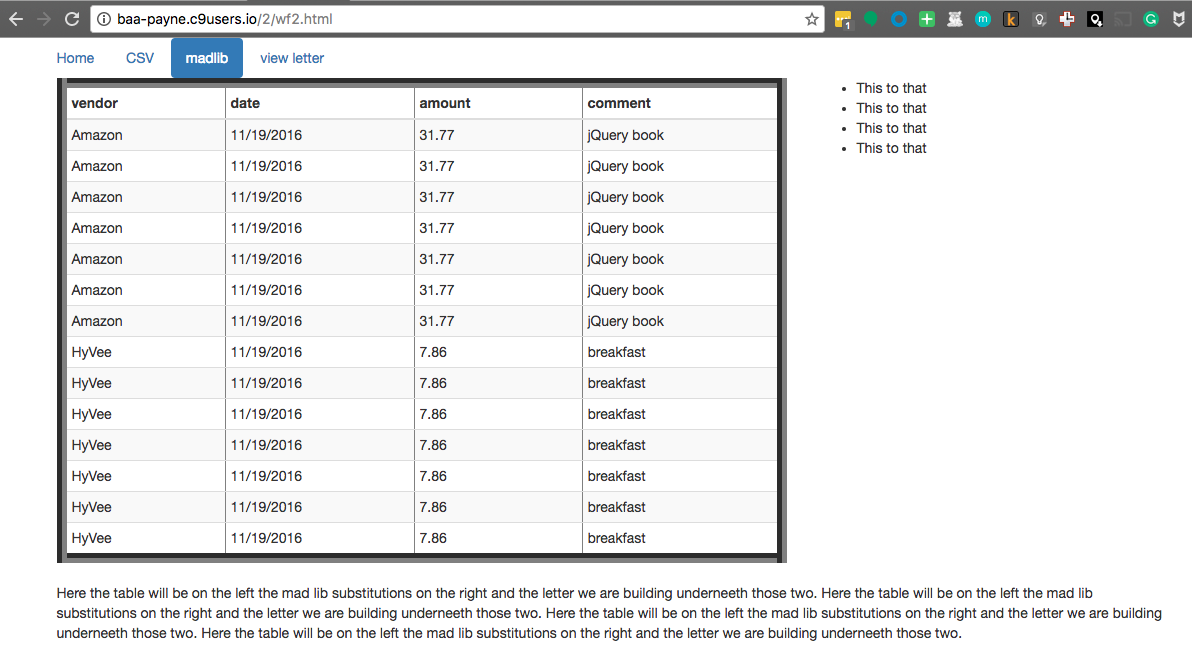 baa-payne.c9users.io/2/wf2.html
1
m
k
G
Home CSV madlib view letter
vendor date amount comment
Amazon 11/19/2016 31.77 jQuery book
Amazon 11/19/2016 31.77 jQuery book
Amazon 11/19/2016 31.77 jQuery book
Amazon 11/19/2016 31.77 jQuery book
Amazon 11/19/2016 31.77 jQuery book
Amazon 11/19/2016 31.77 jQuery book
Amazon 11/19/2016 31.77 jQuery book
HyVee 11/19/2016 7.86 breakfast
HyVee 11/19/2016 7.86 breakfast
HyVee 11/19/2016 7.86 breakfast
HyVee 11/19/2016 7.86 breakfast
HyVee 11/19/2016 7.86 breakfast
HyVee 11/19/2016 7.86 breakfast
HyVee 11/19/2016 7.86 breakfast
This to that
This to that
This to that
This to that
Here the table will be on the left the mad lib substitutions on the right and the letter we are building underneeth those two. Here the table will be on the left the mad lib
substitutions on the right and the letter we are building underneeth those two. Here the table will be on the left the mad lib substitutions on the right and the letter we are building
underneeth those two. Here the table will be on the left the mad lib substitutions on the right and the letter we are building underneeth those two.